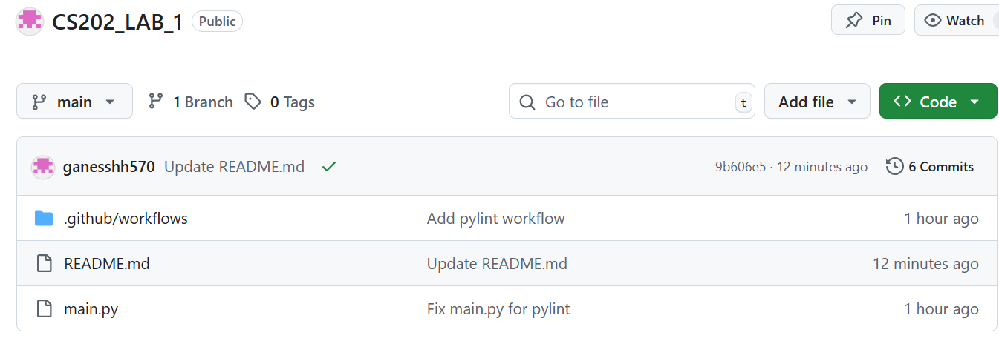 CS202_LAB_1 Public Pin Watch
main 1 Branch 0 Tags Go to file t Add file Code
ganesshh570 Update README.md 9b606e5 · 12 minutes ago 6 Commits
.github/workflows Add pylint workflow 1 hour ago
README.md Update README.md 12 minutes ago
main.py Fix main.py for pylint 1 hour ago